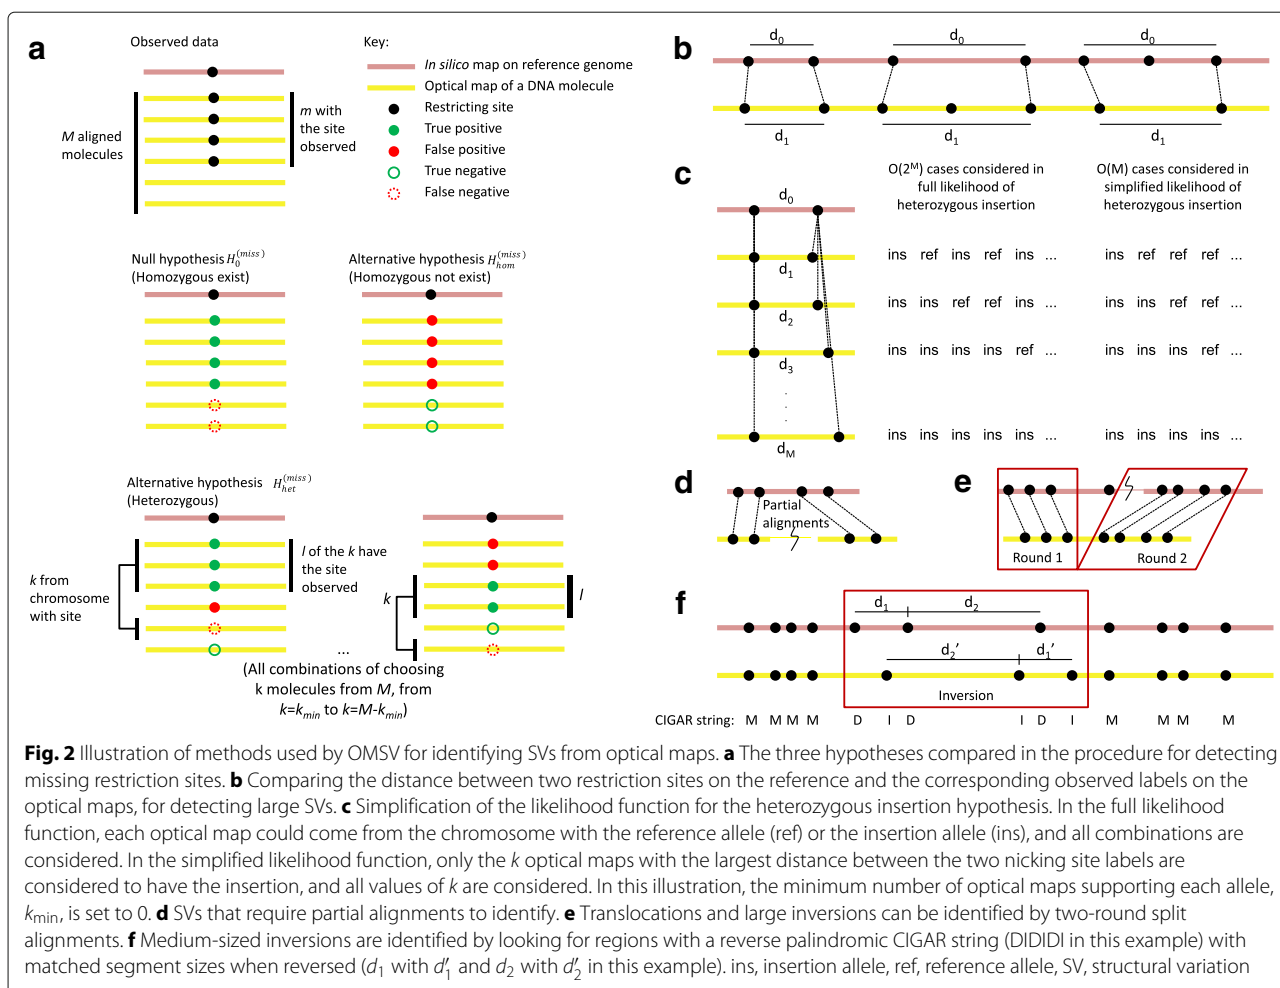 a
Observed data
M aligned
molecules
m with
the site
observed
Key:
In silico map on reference genome
Optical map of a DNA molecule
Restricting site
True positive
False positive
True negative
False negative
Null hypothesis H0(miss)
(Homozygous exist)
Alternative hypothesis Hhom(miss)
(Homozygous not exist)
Alternative hypothesis Hhet(miss)
(Heterozygous)
k from
chromosome
with site
l of the k have
the site
observed
...
k
l
(All combinations of choosing
k molecules from M, from
k=kmin to k=M-kmin)
b
d0 d0 d0
d1 d1 d1
c
d0
d1
d2
d3
.
.
.
dM
O(2M) cases considered in
full likelihood of
heterozygous insertion
ins ref ins ref ins ...
ins ins ref ref ins ...
ins ins ins ins ref ...
ins ins ins ins ins ...
O(M) cases considered in
simplified likelihood of
heterozygous insertion
ins ref ref ref ...
ins ins ref ref ...
ins ins ins ref ...
ins ins ins ins ...
d
Partial
alignments
e
Round 1 Round 2
f
d1 d2
d2′ d1′
Inversion
CIGAR string: M M M M D I D I D I M M M M
Fig. 2 Illustration of methods used by OMSV for identifying SVs from optical maps. a The three hypotheses compared in the procedure for detecting
missing restriction sites. b Comparing the distance between two restriction sites on the reference and the corresponding observed labels on the
optical maps, for detecting large SVs. c Simplification of the likelihood function for the heterozygous insertion hypothesis. In the full likelihood
function, each optical map could come from the chromosome with the reference allele (ref) or the insertion allele (ins), and all combinations are
considered. In the simplified likelihood function, only the k optical maps with the largest distance between the two nicking site labels are
considered to have the insertion, and all values of k are considered. In this illustration, the minimum number of optical maps supporting each allele,
kmin, is set to 0. d SVs that require partial alignments to identify. e Translocations and large inversions can be identified by two-round split
alignments. f Medium-sized inversions are identified by looking for regions with a reverse palindromic CIGAR string (DIDIDI in this example) with
matched segment sizes when reversed (d1 with d′1 and d2 with d′2 in this example). ins, insertion allele, ref, reference allele, SV, structural variation